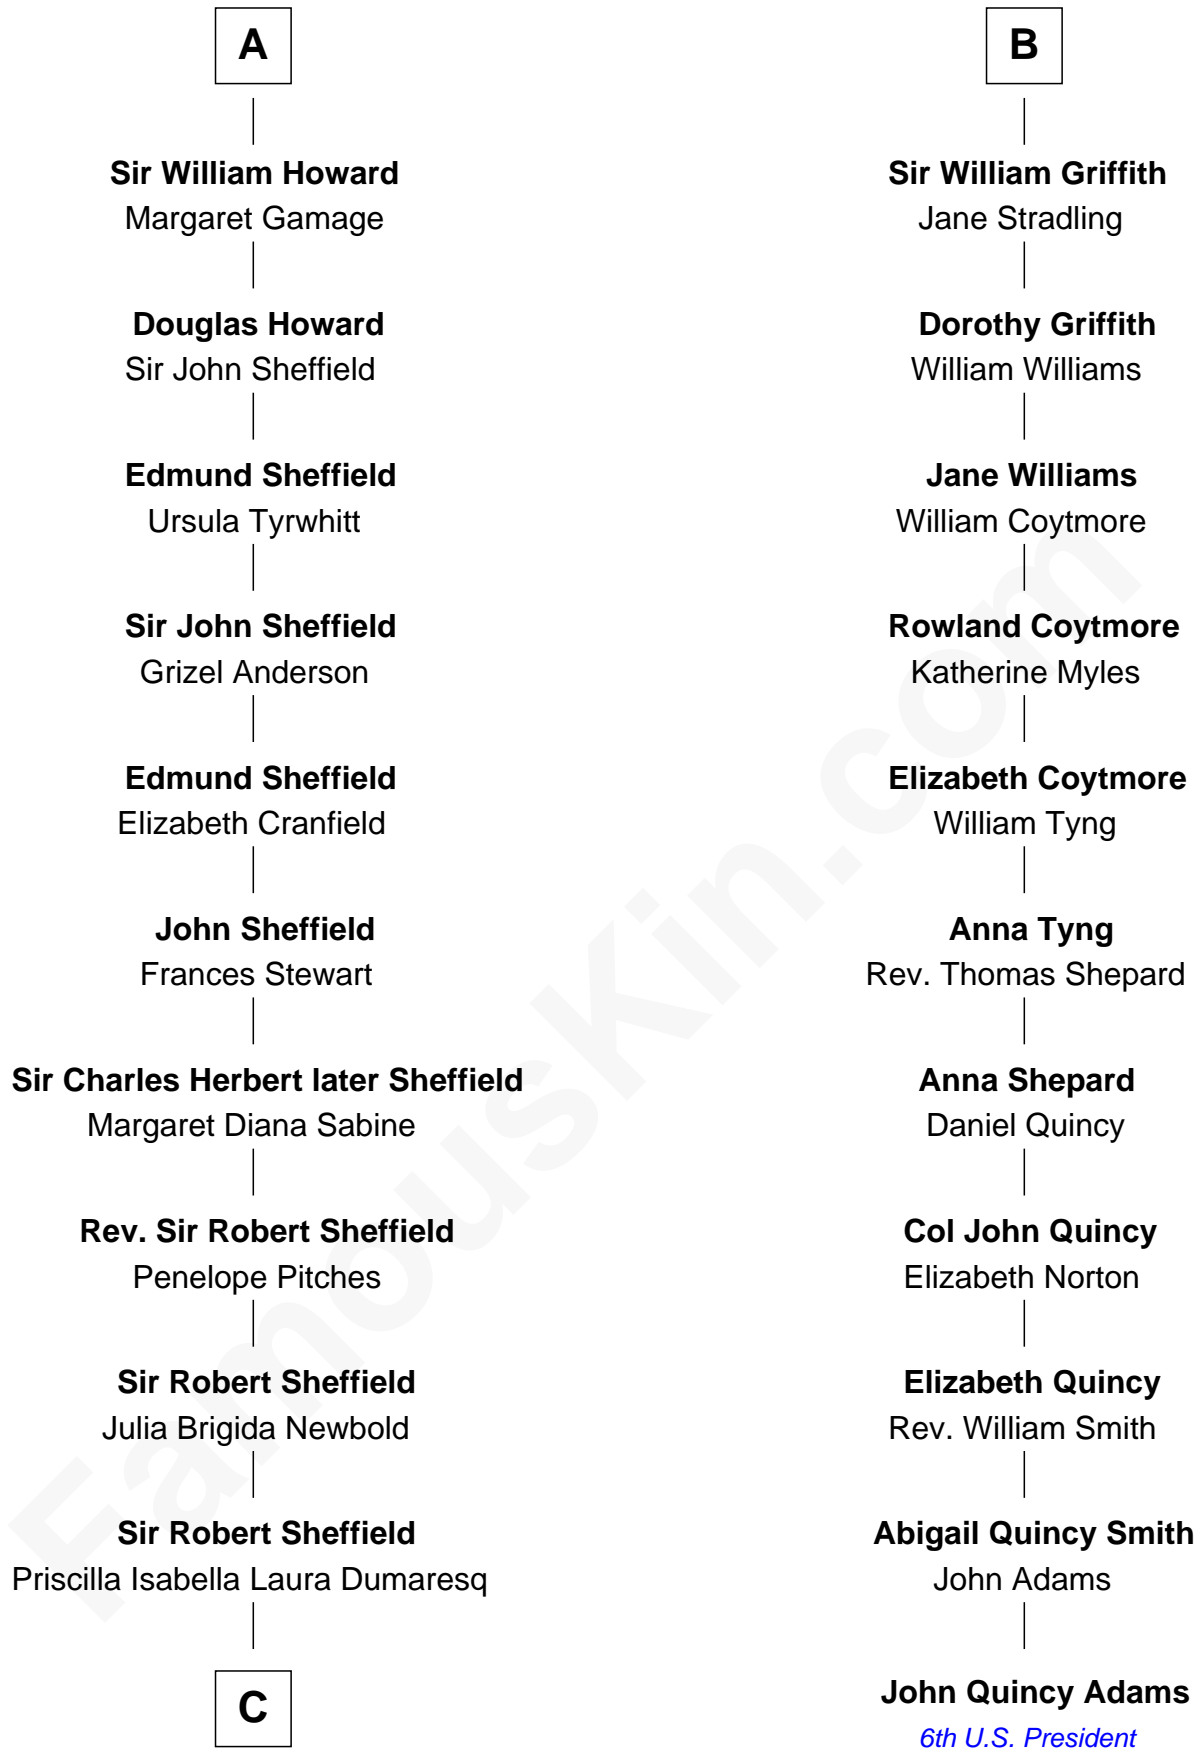 A
Sir William Howard
Margaret Gamage
Douglas Howard
Sir John Sheffield
Edmund Sheffield
Ursula Tyrwhitt
Sir John Sheffield
Grizel Anderson
Edmund Sheffield
Elizabeth Cranfield
John Sheffield
Frances Stewart
Sir Charles Herbert later Sheffield
Margaret Diana Sabine
Rev. Sir Robert Sheffield
Penelope Pitches
Sir Robert Sheffield
Julia Brigida Newbold
Sir Robert Sheffield
Priscilla Isabella Laura Dumaresq
C
B
Sir William Griffith
Jane Stradling
Dorothy Griffith
William Williams
Jane Williams
William Coytmore
Rowland Coytmore
Katherine Myles
Elizabeth Coytmore
William Tyng
Anna Tyng
Rev. Thomas Shepard
Anna Shepard
Daniel Quincy
Col John Quincy
Elizabeth Norton
Elizabeth Quincy
Rev. William Smith
Abigail Quincy Smith
John Adams
John Quincy Adams
6th U.S. President
FamousKin.com